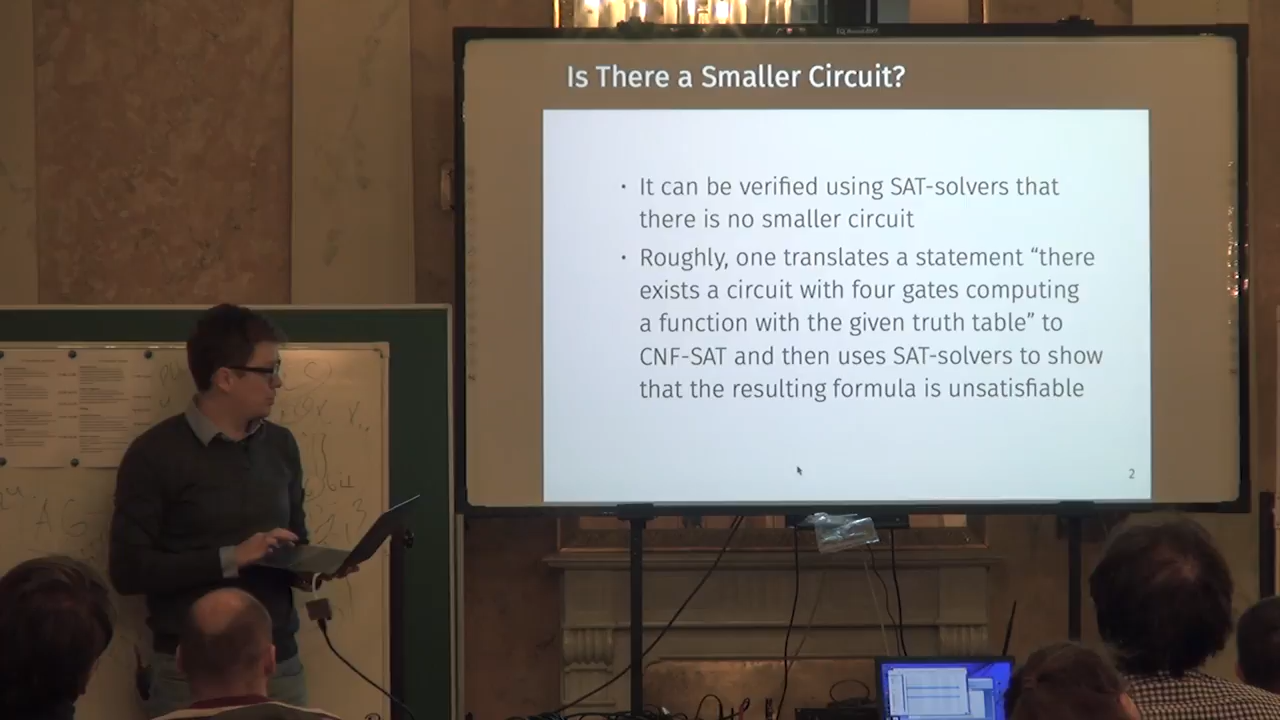 Is There a Smaller Circuit?
• It can be verified using SAT-solvers that
there is no smaller circuit
• Roughly, one translates a statement “there
exists a circuit with four gates computing
a function with the given truth table” to
CNF-SAT and then uses SAT-solvers to show
that the resulting formula is unsatisfiable
2